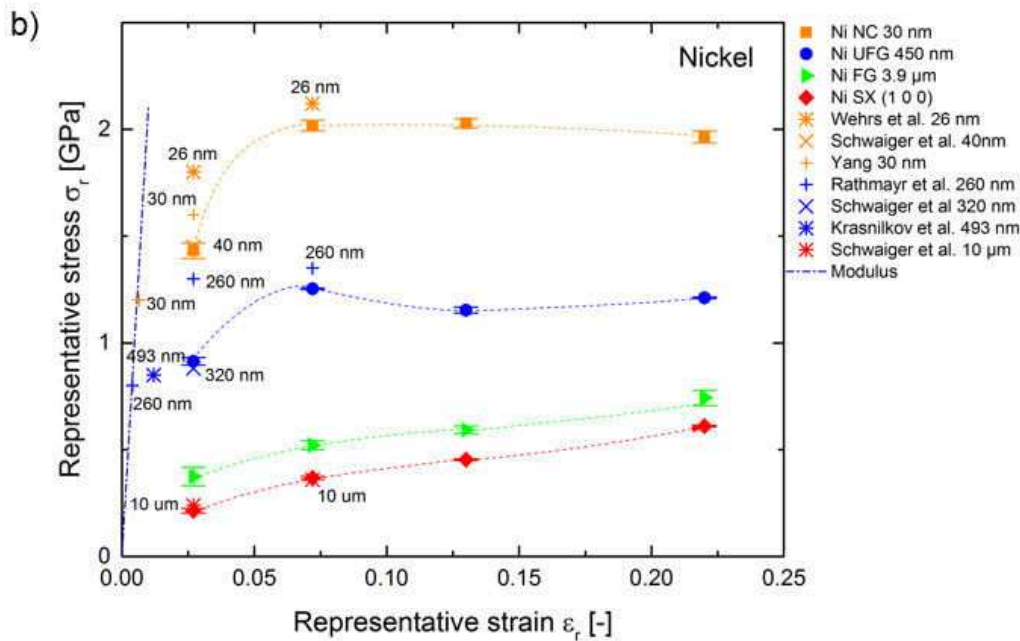 b)
Nickel
Representative stress σr [GPa]
2
1
0
26 nm
26 nm
30 nm
40 nm
260 nm
260 nm
30 nm
493 nm
320 nm
260 nm
10 um
10 um
0.00 0.05 0.10 0.15 0.20 0.25
Representative strain εr [-]
Ni NC 30 nm
Ni UFG 450 nm
Ni FG 3.9 µm
Ni SX (1 0 0)
Wehrs et al. 26 nm
Schwaiger et al. 40nm
Yang 30 nm
Rathmayr et al. 260 nm
Schwaiger et al 320 nm
Krasnilkov et al. 493 nm
Schwaiger et al. 10 µm
Modulus